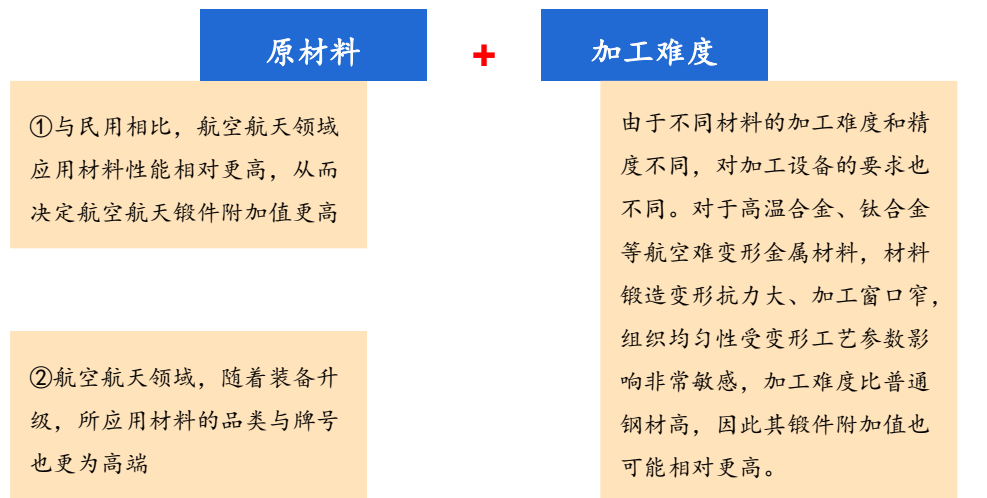 原材料
+
加工难度
①与民用相比，航空航天领域
应用材料性能相对更高，从而
决定航空航天锻件附加值更高
②航空航天领域，随着装备升
级，所应用材料的品类与牌号
也更为高端
由于不同材料的加工难度和精
度不同，对加工设备的要求也
不同。对于高温合金、钛合金
等航空难变形金属材料，材料
锻造变形抗力大、加工窗口窄，
组织均匀性受变形工艺参数影
响非常敏感，加工难度比普通
钢材高，因此其锻件附加值也
可能相对更高。